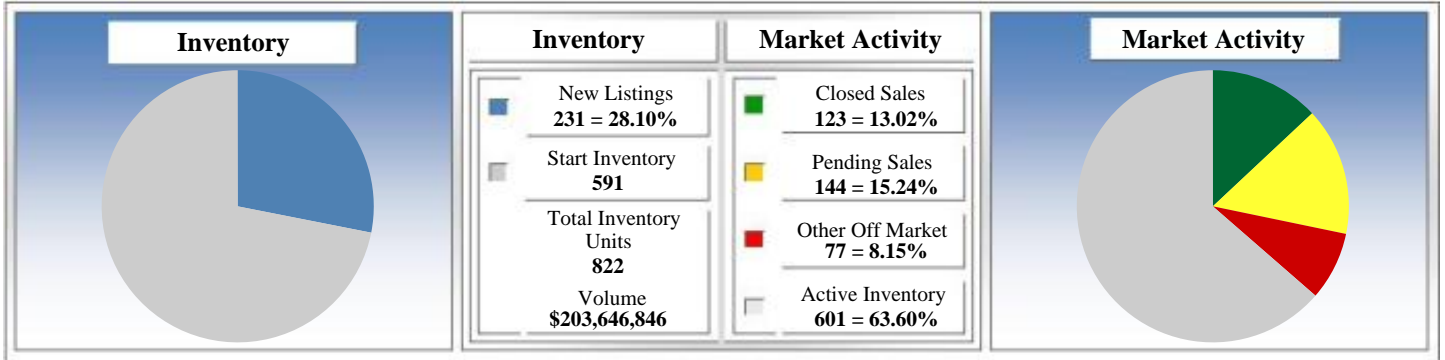 Inventory
Inventory
New Listings
231 = 28.10%
Start Inventory
591
Total Inventory
Units
822
Volume
$203,646,846
Market Activity
Closed Sales
123 = 13.02%
Pending Sales
144 = 15.24%
Other Off Market
77 = 8.15%
Active Inventory
601 = 63.60%
Market Activity